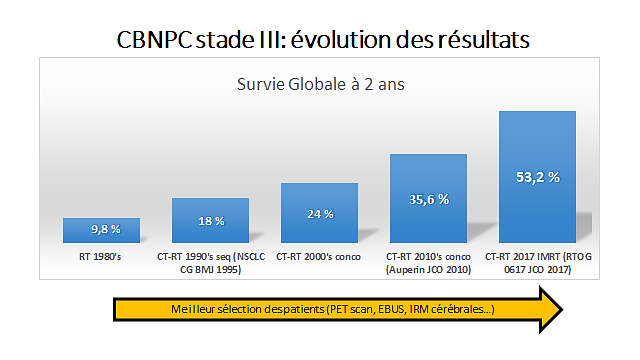 CBNPC stade III: évolution des résultats
Survie Globale à 2 ans
9,8 %
18 %
24 %
35,6 %
53,2 %
RT 1980's
CT-RT 1990's seq (NSCLC
CG BMJ 1995)
CT-RT 2000's conco
CT-RT 2010's conco
(Auperin JCO 2010)
CT-RT 2017 IMRT (RTOG
0617 JCO 2017)
Meilleur sélection des patients (PET scan, EBUS, IRM cérébrales...)